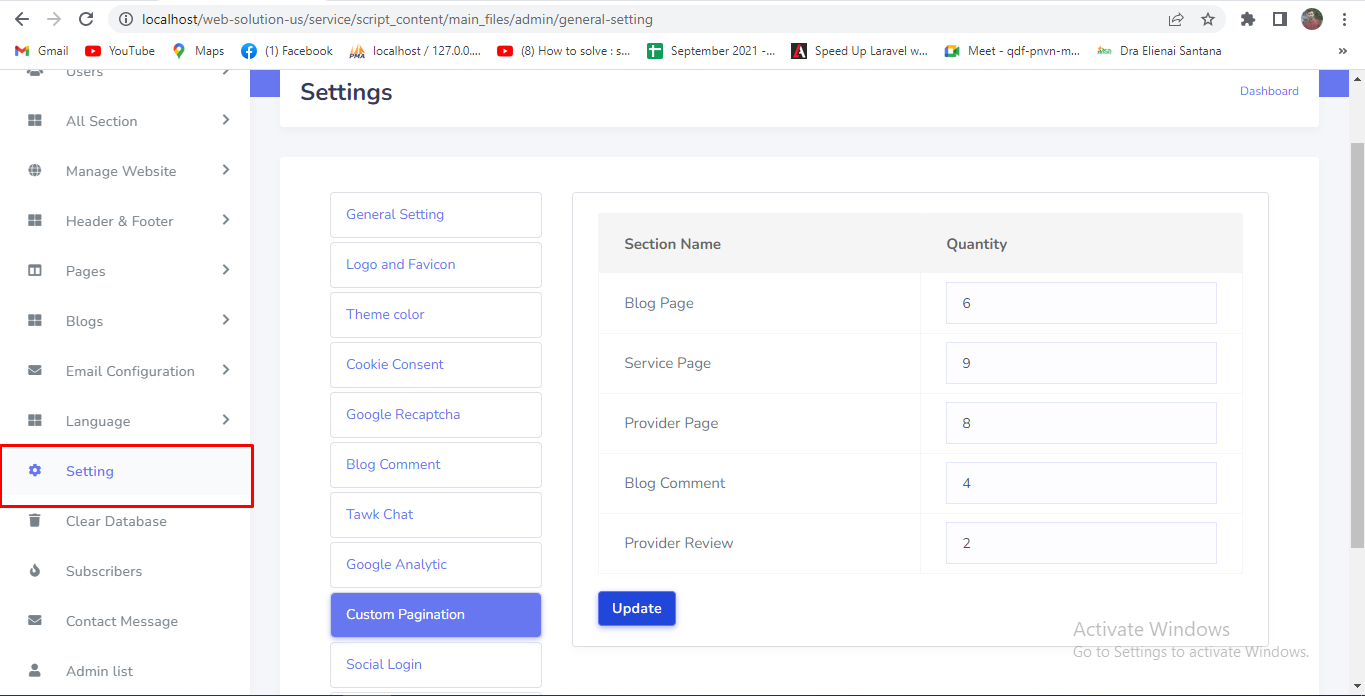 localhost/web-solution-us/service/script_content/main_files/admin/general-setting
Gmail YouTube Maps (1) Facebook localhost / 127.0.0.... (8) How to solve : s... September 2021 -... Speed Up Laravel w... Meet - qdf-pnvn-m... Dra Elienai Santana »
Users
All Section
Manage Website
Header & Footer
Pages
Blogs
Email Configuration
Language
Setting
Clear Database
Subscribers
Contact Message
Admin list
Settings
Dashboard
General Setting
Logo and Favicon
Theme color
Cookie Consent
Google Recaptcha
Blog Comment
Tawk Chat
Google Analytic
Custom Pagination
Social Login
Section Name Quantity
Blog Page 6
Service Page 9
Provider Page 8
Blog Comment 4
Provider Review 2
Update
Activate Windows
Go to Settings to activate Windows.